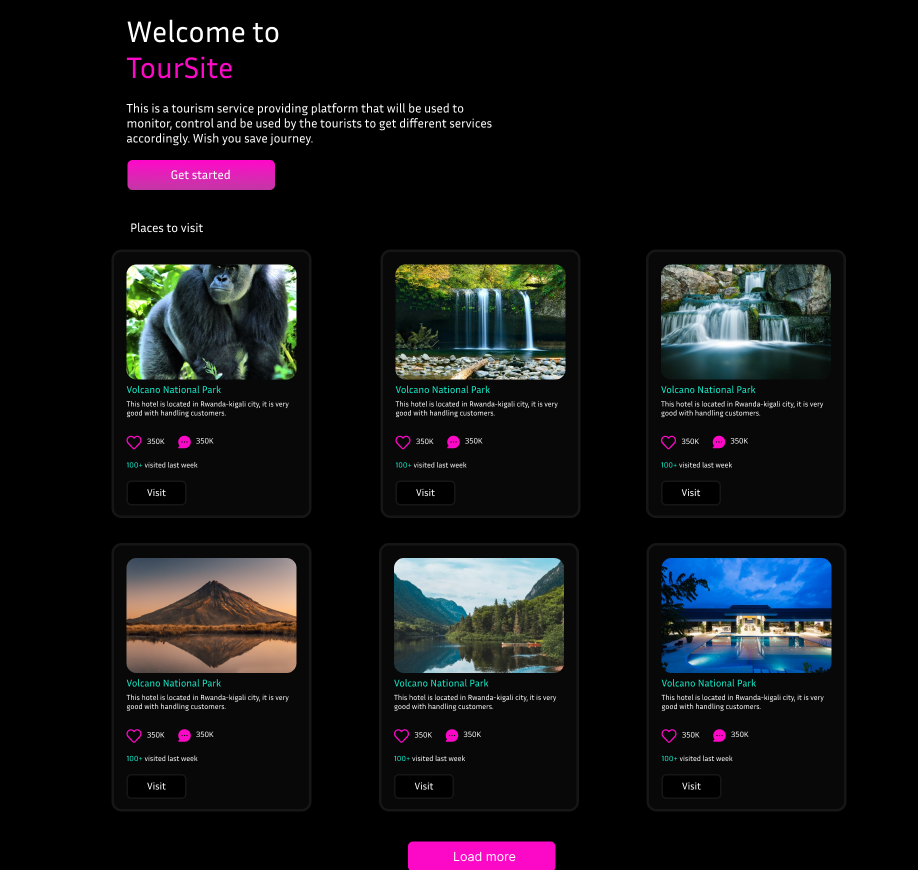 Welcome to
TourSite
This is a tourism service providing platform that will be used to
monitor, control and be used by the tourists to get different services
accordingly. Wish you save journey.
Get started
Places to visit
Volcano National Park
This hotel is located in Rwanda-kigali city, it is very
good with handling customers.
350K 350K
100+ visited last week
Visit
Volcano National Park
This hotel is located in Rwanda-kigali city, it is very
good with handling customers.
350K 350K
100+ visited last week
Visit
Volcano National Park
This hotel is located in Rwanda-kigali city, it is very
good with handling customers.
350K 350K
100+ visited last week
Visit
Volcano National Park
This hotel is located in Rwanda-kigali city, it is very
good with handling customers.
350K 350K
100+ visited last week
Visit
Volcano National Park
This hotel is located in Rwanda-kigali city, it is very
good with handling customers.
350K 350K
100+ visited last week
Visit
Volcano National Park
This hotel is located in Rwanda-kigali city, it is very
good with handling customers.
350K 350K
100+ visited last week
Visit
Load more